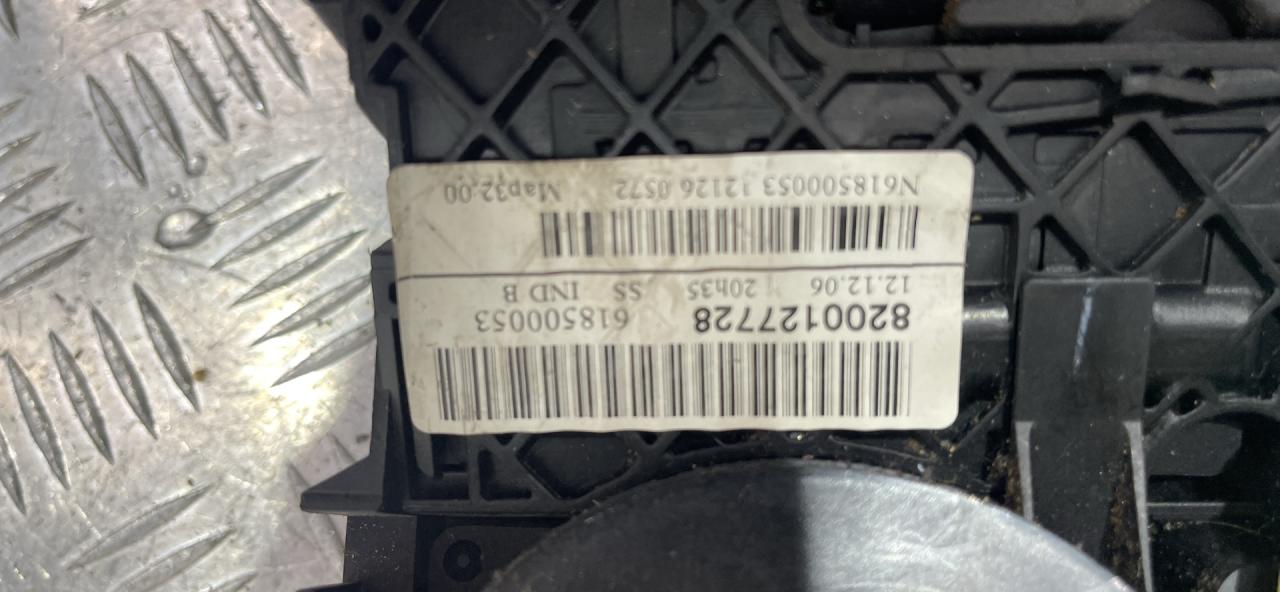 8200127728 618500053
12.12.06 20h35 SS IND B
N618500053 12126 0572 Map32.00